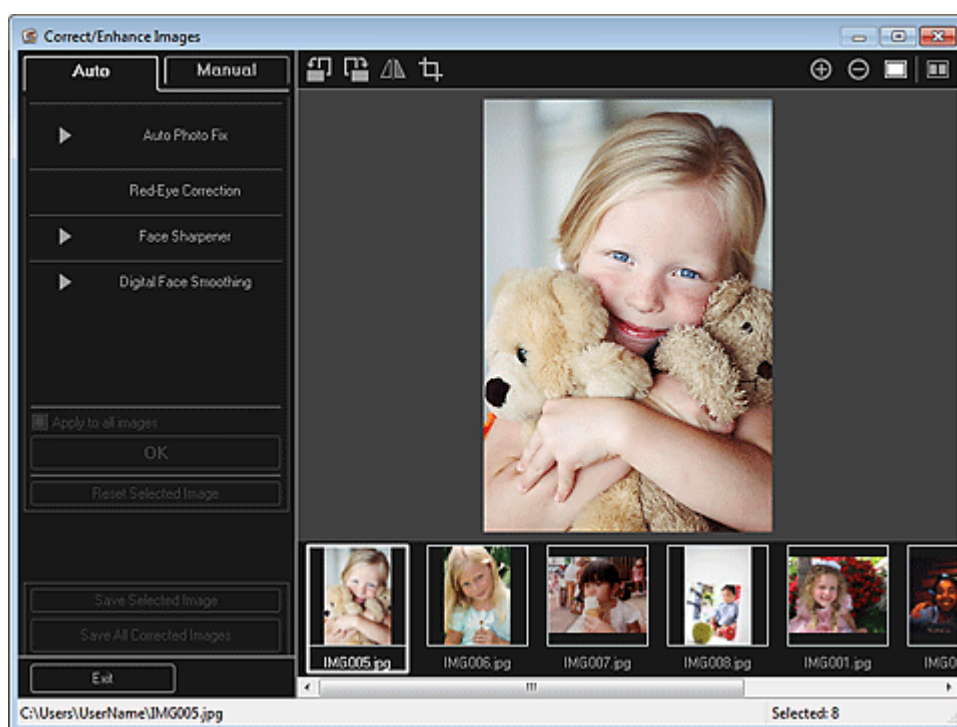 Correct/Enhance Images
Auto Manual
Auto Photo Fix
Red-Eye Correction
Face Sharpener
Digital Face Smoothing
Apply to all images
OK
Reset Selected Image
Save Selected Image
Save All Corrected Images
Exit
IMG005.jpg IMG006.jpg IMG007.jpg IMG008.jpg IMG001.jpg IMG0
C:\Users\UserName\IMG005.jpg Selected: 8